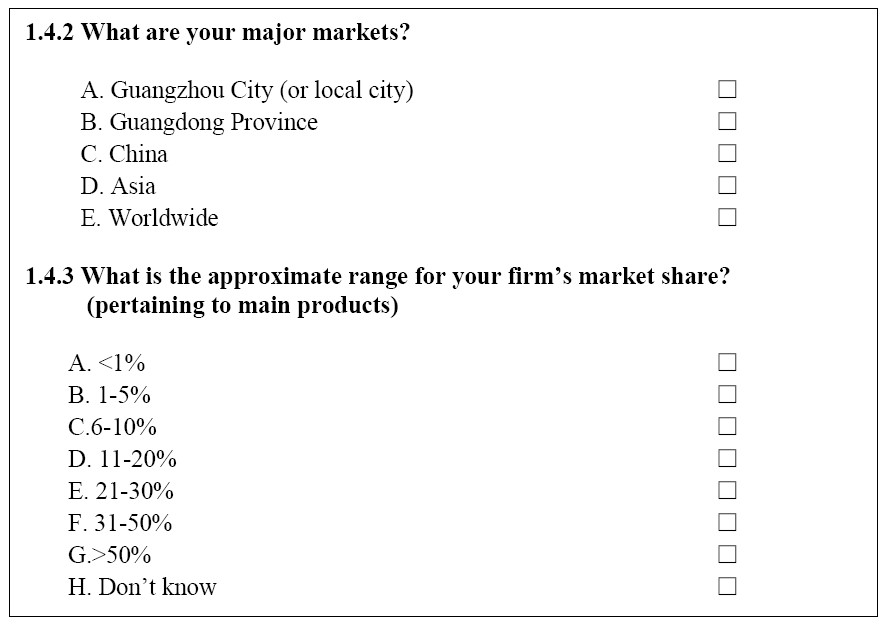 1.4.2 What are your major markets?
A. Guangzhou City (or local city)
B. Guangdong Province
C. China
D. Asia
E. Worldwide
1.4.3 What is the approximate range for your firm’s market share?
(pertaining to main products)
A. <1%
B. 1-5%
C.6-10%
D. 11-20%
E. 21-30%
F. 31-50%
G.>50%
H. Don’t know